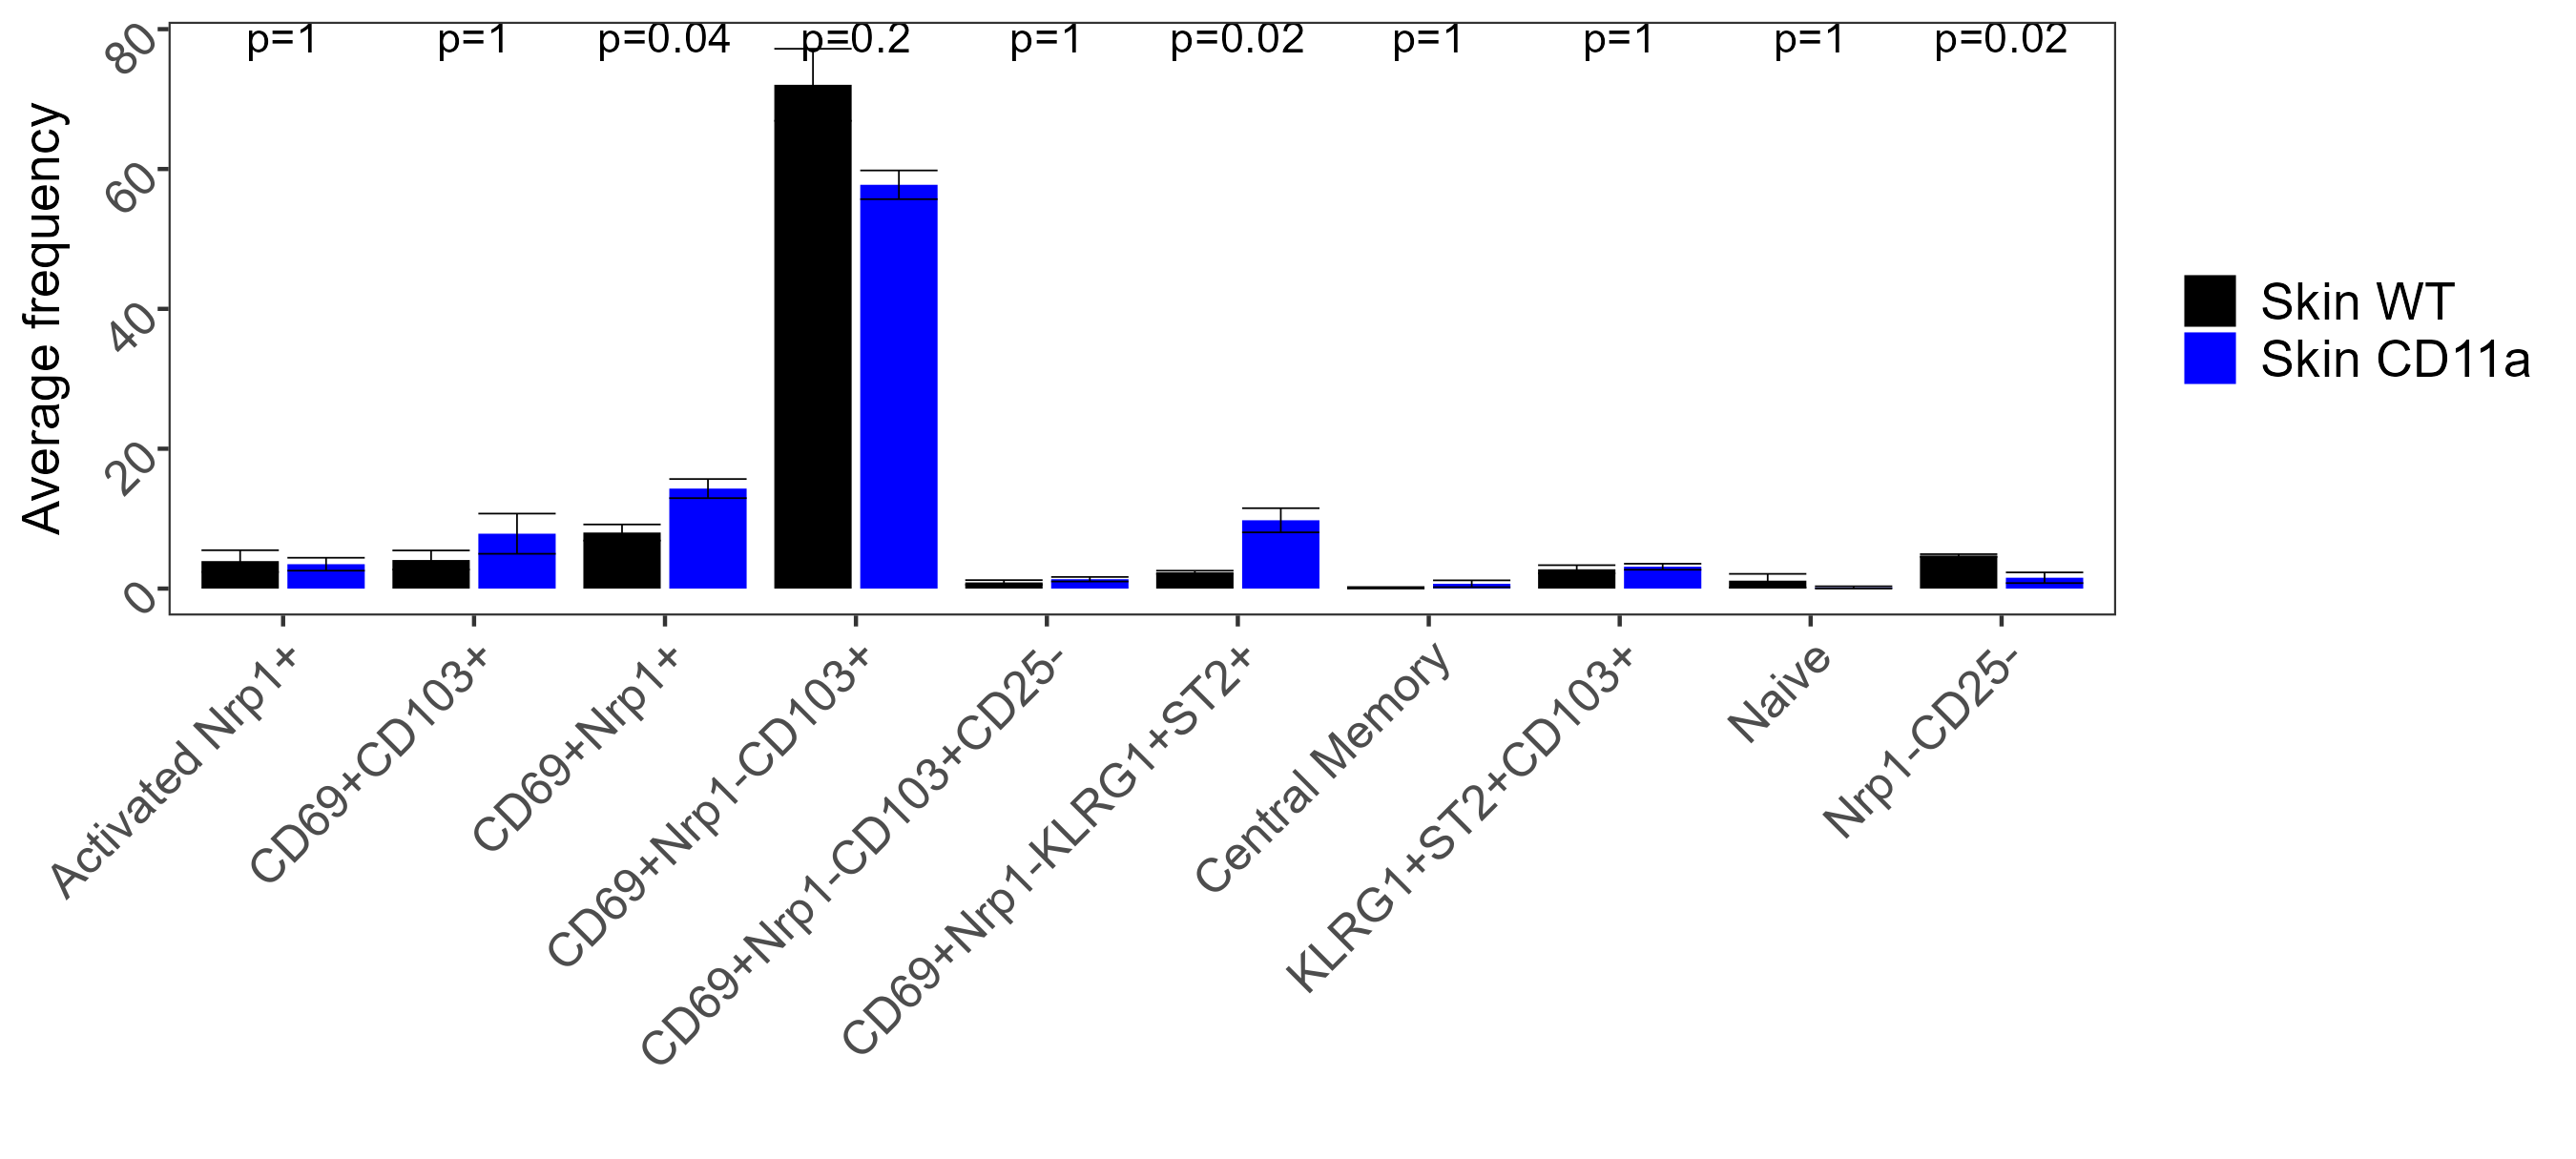 p=1 p=1 p=0.04 p=0.2 p=1 p=0.02 p=1 p=1 p=1 p=0.02
Average frequency
80
60
40
20
0
Skin WT
Skin CD11a
Activated Nrp1+
CD69+CD103+
CD69+Nrp1+
CD69+Nrp1-CD103+
CD69+Nrp1-CD103+CD25-
CD69+Nrp1-KLRG1+ST2+
Central Memory
KLRG1+ST2+CD103+
Naive
Nrp1-CD25-